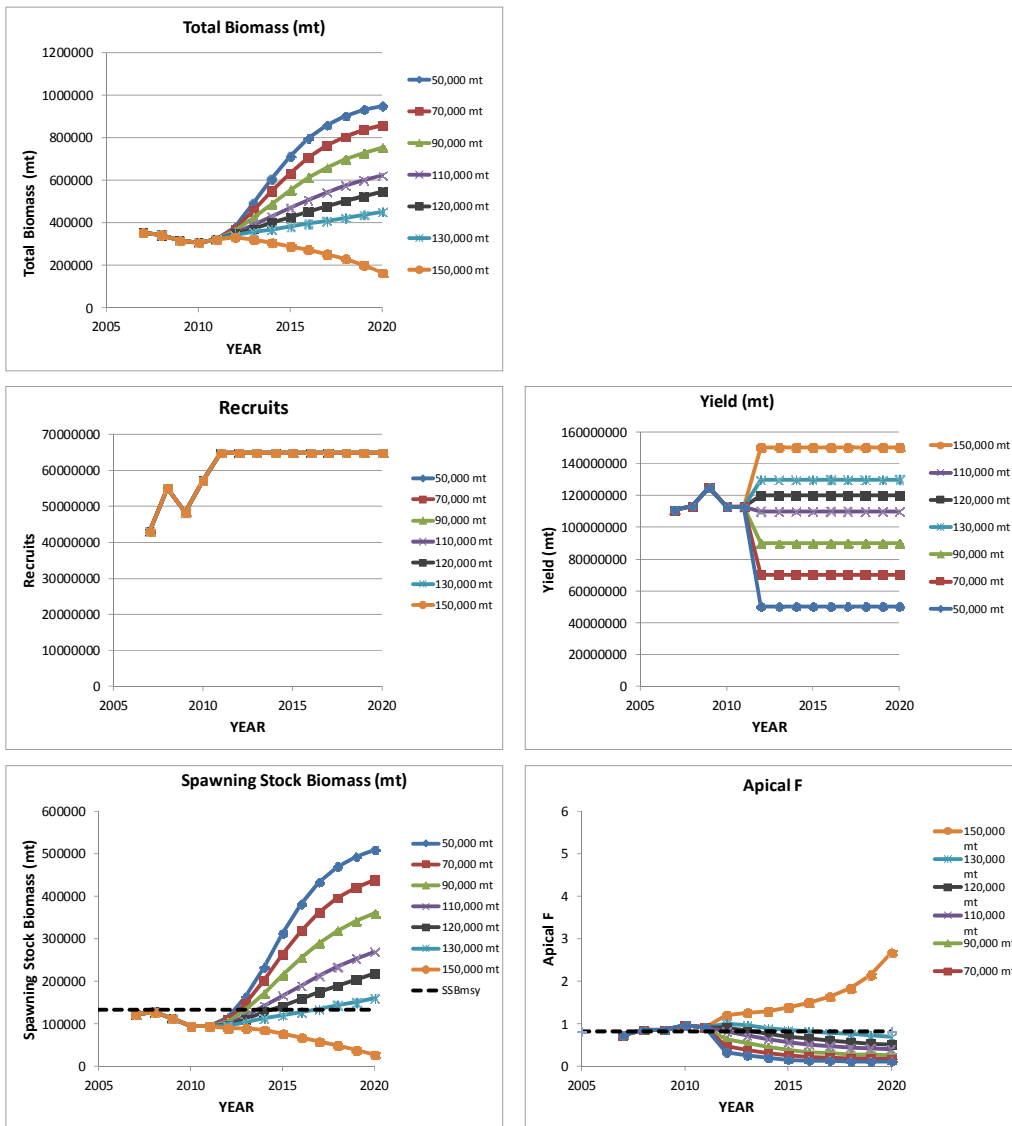 Total Biomass (mt)
1200000
1000000
800000
600000
400000
200000
0
2005
2010
2015
2020
Total Biomass (mt)
YEAR
50,000 mt
70,000 mt
90,000 mt
110,000 mt
120,000 mt
130,000 mt
150,000 mt
Recruits
70000000
60000000
50000000
40000000
30000000
20000000
10000000
0
2005
2010
2015
2020
Recruits
YEAR
50,000 mt
70,000 mt
90,000 mt
110,000 mt
120,000 mt
130,000 mt
150,000 mt
Yield (mt)
160000000
140000000
120000000
100000000
80000000
60000000
40000000
20000000
0
2005
2010
2015
2020
Yield (mt)
YEAR
150,000 mt
110,000 mt
120,000 mt
130,000 mt
90,000 mt
70,000 mt
50,000 mt
Spawning Stock Biomass (mt)
600000
500000
400000
300000
200000
100000
0
2005
2010
2015
2020
Spawning Stock Biomass (mt)
YEAR
50,000 mt
70,000 mt
90,000 mt
110,000 mt
120,000 mt
130,000 mt
150,000 mt
SSBmsy
Apical F
6
5
4
3
2
1
0
2005
2010
2015
2020
Apical F
YEAR
150,000
mt
130,000
mt
120,000
mt
110,000
mt
90,000 mt
70,000 mt